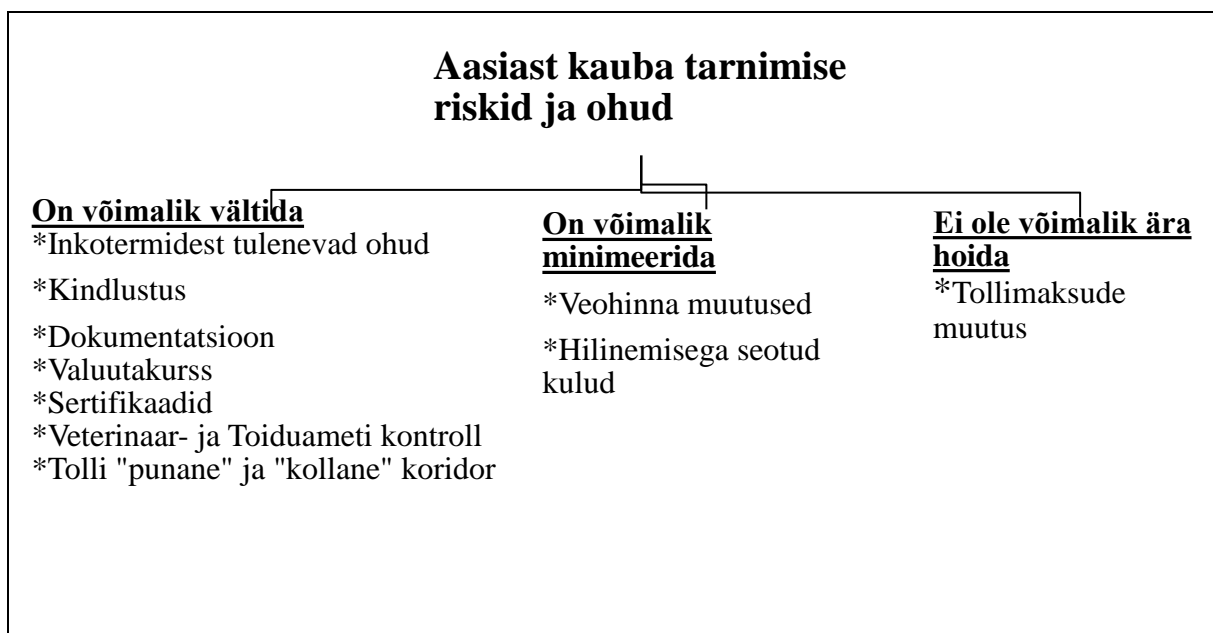 Aasiast kauba tarnimise
riskid ja ohud
On võimalik vältida
*Inkotermidest tulenevad ohud
*Kindlustus
*Dokumentatsioon
*Valuutakurss
*Sertifikaadid
*Veterinaar- ja Toiduameti kontroll
*Tolli "punane" ja "kollane" koridor
On võimalik
minimeerida
*Veohinna muutused
*Hilinemisega seotud
kulud
Ei ole võimalik ära
hoida
*Tollimaksude
muutus